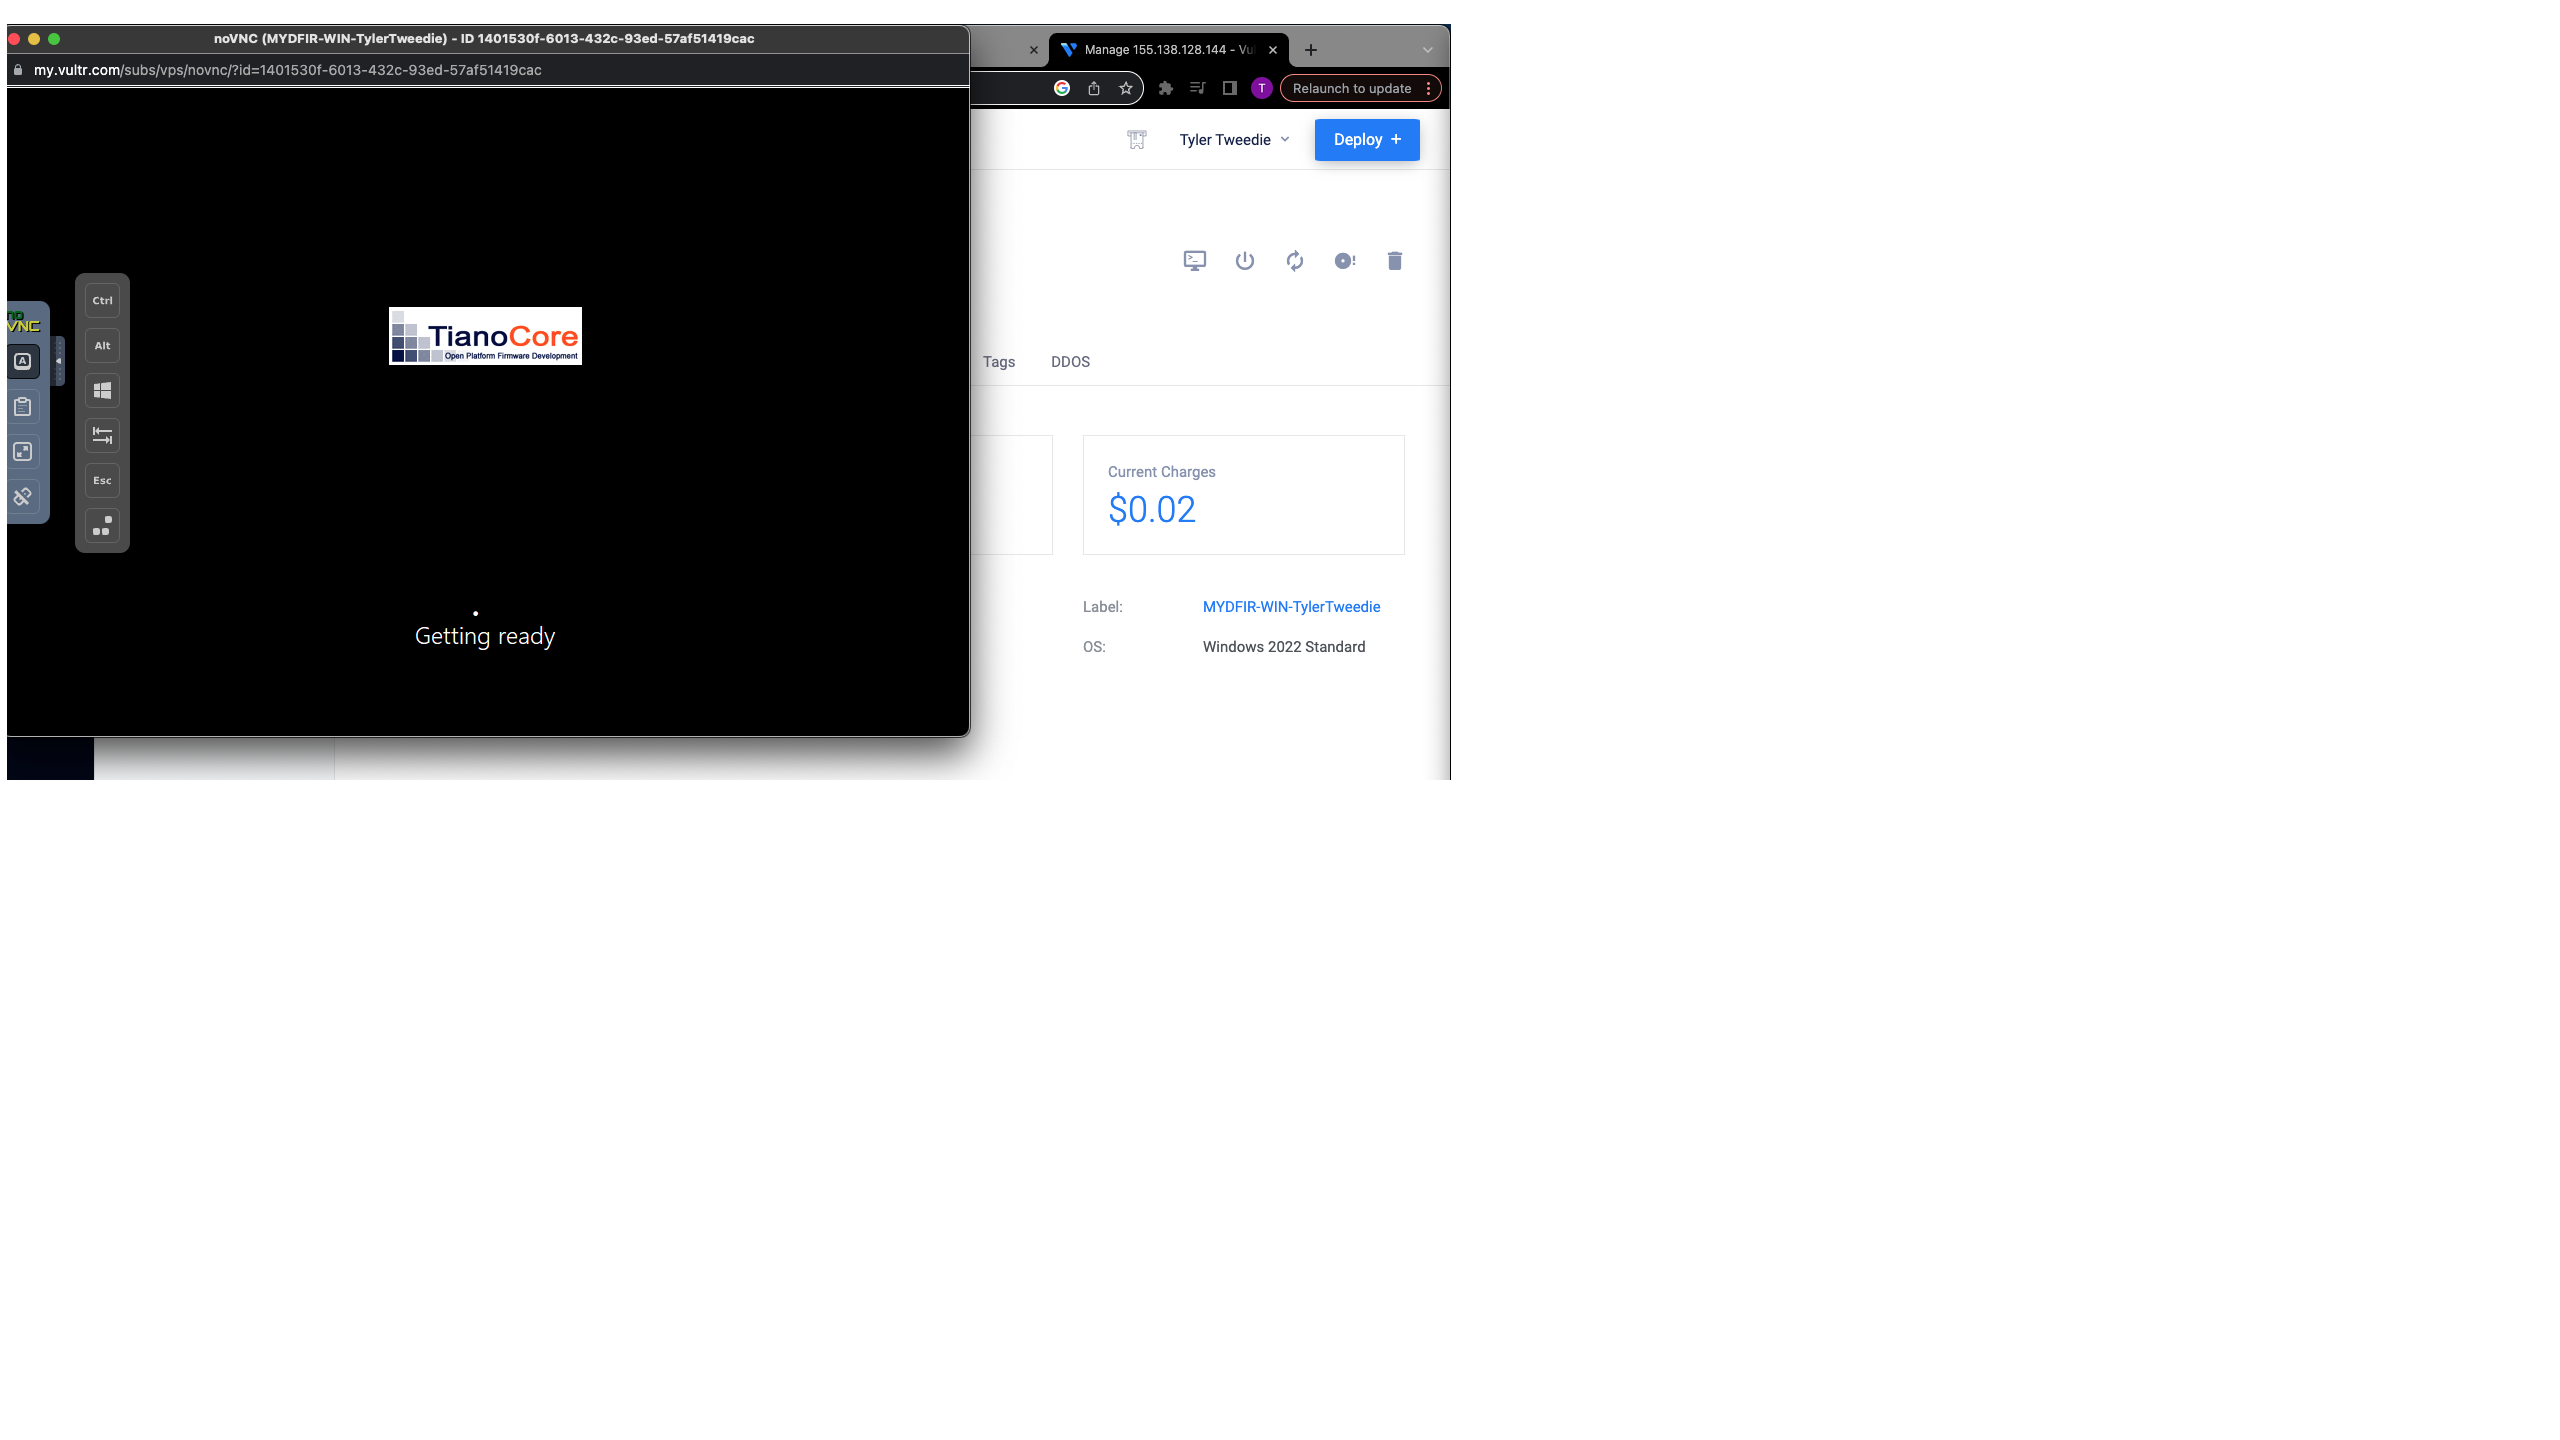 noVNC (MYDFIR-WIN-TylerTweedie) - ID 1401530f-6013-432c-93ed-57af51419cac
my.vultr.com/subs/vps/novnc/?id=1401530f-6013-432c-93ed-57af51419cac
Manage 155.138.128.144 - Vul
T
Relaunch to update
Tyler Tweedie
Deploy +
Ctrl
no
VNC
A
Alt
Esc
TianoCore
Open Platform Firmware Development
Getting ready
Tags
DDOS
Current Charges
$0.02
Label:
MYDFIR-WIN-TylerTweedie
OS:
Windows 2022 Standard